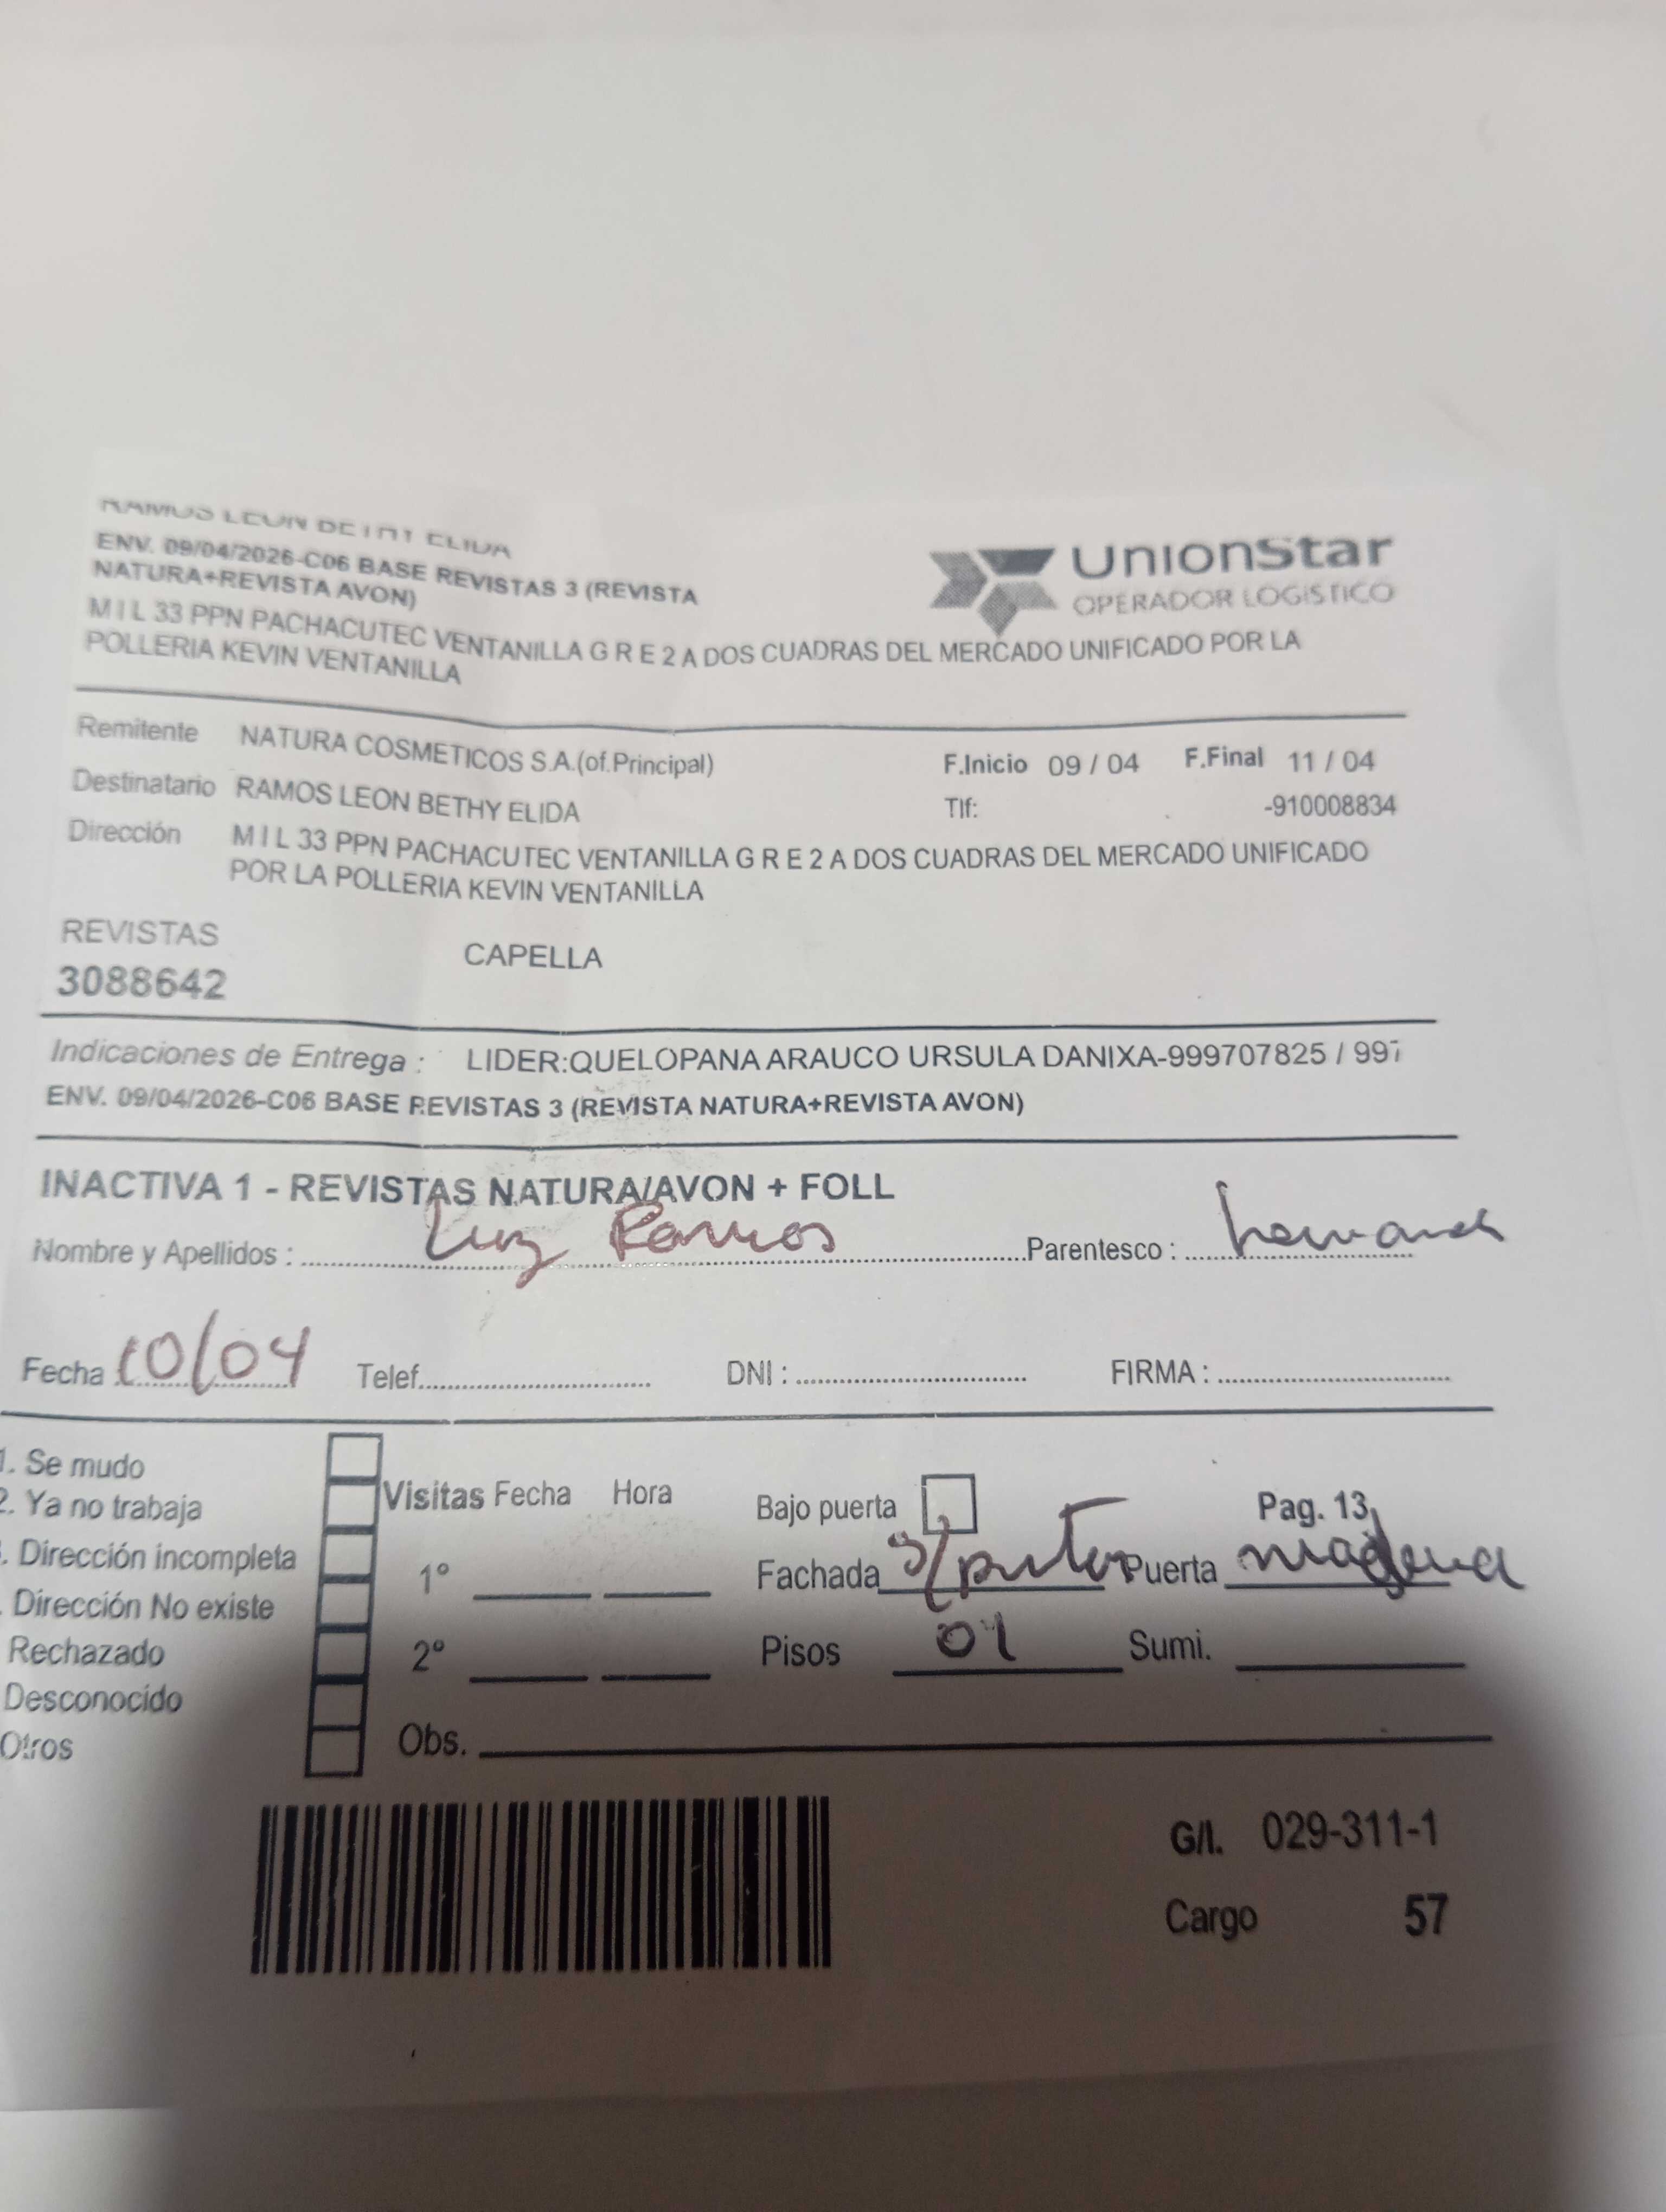 RAMOS LEON BETHY ELIDA
ENV. 09/04/2026-C06 BASE REVISTAS 3 (REVISTA
NATURA+REVISTA AVON)
M I L 33 PPN PACHACUTEC VENTANILLA G R E 2 A DOS CUADRAS DEL MERCADO UNIFICADO POR LA
POLLERIA KEVIN VENTANILLA
UnionStar
OPERADOR LOGISTICO
Remitente NATURA COSMETICOS S.A.(of.Principal) F.Inicio 09 / 04 F.Final 11 / 04
Destinatario RAMOS LEON BETHY ELIDA Tlf: -910008834
Dirección M I L 33 PPN PACHACUTEC VENTANILLA G R E 2 A DOS CUADRAS DEL MERCADO UNIFICADO
POR LA POLLERIA KEVIN VENTANILLA
REVISTAS CAPELLA
3088642
Indicaciones de Entrega : LIDER:QUELOPANA ARAUCO URSULA DANIXA-999707825 / 997
ENV. 09/04/2026-C06 BASE REVISTAS 3 (REVISTA NATURA+REVISTA AVON)
INACTIVA 1 - REVISTAS NATURA/AVON + FOLL
Nombre y Apellidos : Luz Ramos Parentesco : hermana
Fecha 10/04 Telef. DNI : FIRMA :
1. Se mudo
2. Ya no trabaja
. Dirección incompleta
. Dirección No existe
Rechazado
Desconocido
Otros
Visitas Fecha Hora
1°
2°
Obs.
Bajo puerta Pag. 13
Fachada S/pintar Puerta madera
Pisos 01 Sumi.
G/I. 029-311-1
Cargo 57